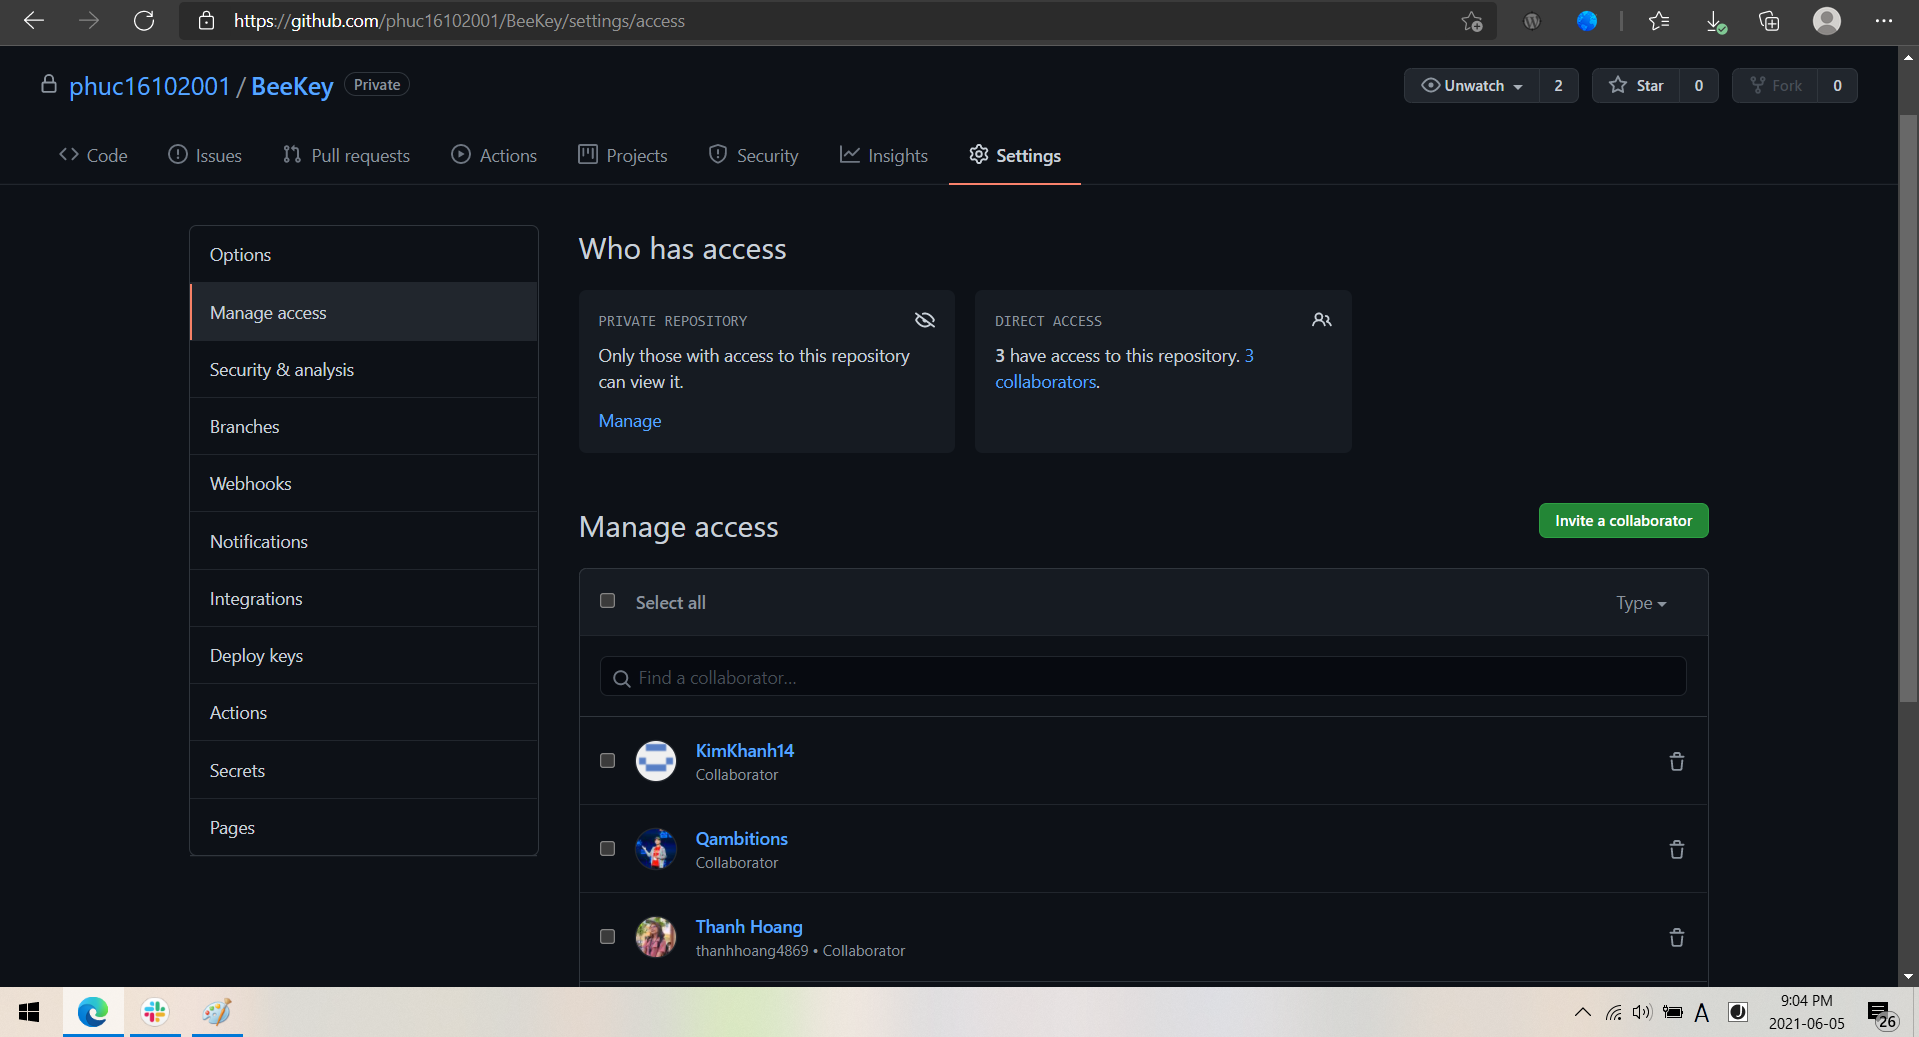 https://github.com/phuc16102001/BeeKey/settings/access
phuc16102001 / BeeKey Private
Unwatch 2 Star 0 Fork 0
Code Issues Pull requests Actions Projects Security Insights Settings
Options
Manage access
Security & analysis
Branches
Webhooks
Notifications
Integrations
Deploy keys
Actions
Secrets
Pages
Who has access
PRIVATE REPOSITORY
Only those with access to this repository
can view it.
Manage
DIRECT ACCESS
3 have access to this repository. 3
collaborators.
Manage access
Invite a collaborator
Select all
Type
Find a collaborator...
KimKhanh14
Collaborator
Qambitions
Collaborator
Thanh Hoang
thanhhoang4869 • Collaborator
A
9:04 PM
2021-06-05
26